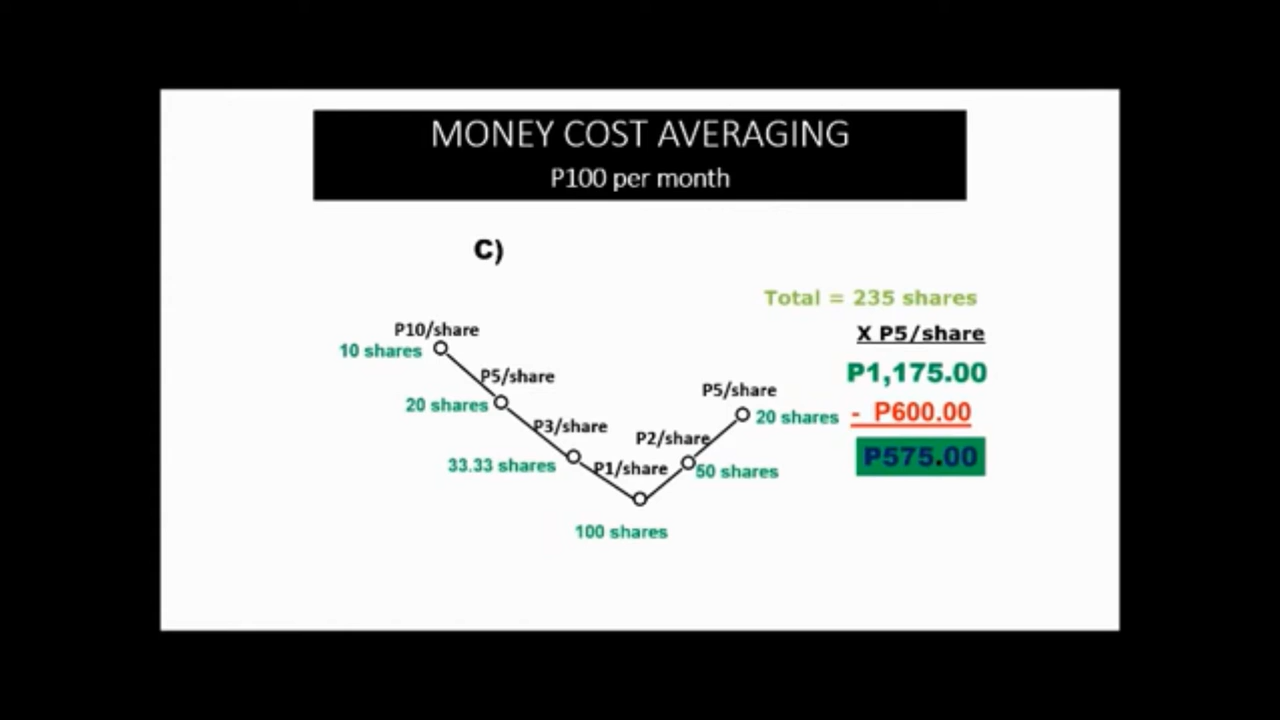 MONEY COST AVERAGING
P100 per month
C)
Total = 235 shares
P10/share
X P5/share
10 shares
P5/share
P1,175.00
P5/share
20 shares
- P600.00
20 shares
P3/share
P2/share
P575.00
33.33 shares
P1/share
50 shares
100 shares